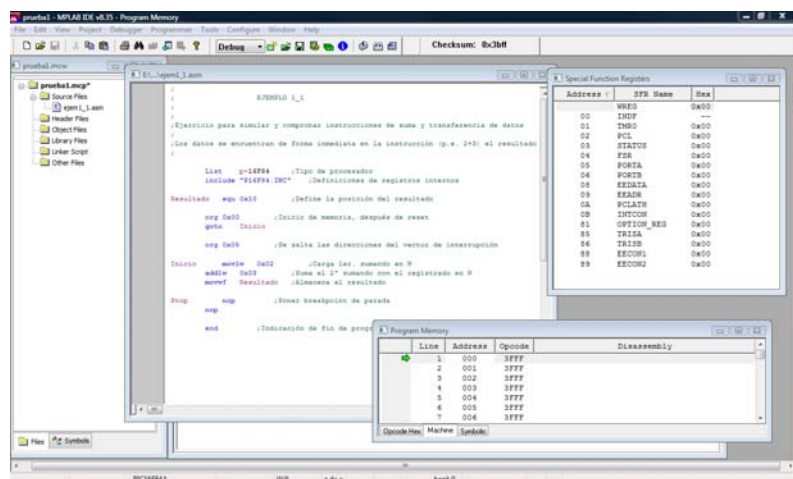 prueba1 - MPLAB IDE v8.35 - Program Memory
File Edit View Project Debugger Programmer Tools Configure Window Help
Debug Checksum: 0x3bff
prueba1.mcw
prueba1.mcp*
Source Files
ejem1_1.asm
Header Files
Object Files
Library Files
Linker Script
Other Files
Files Symbols
E:\...\ejem1_1.asm
; EJEMPLO 1_1
;Ejercicio para simular y comprobar instrucciones de suma y transferencia de datos
;Los datos se encuentran de forma inmediata en la instrucción (p.e. 2+3) el resultado
List p=16F84 ;Tipo de procesador
include "P16F84.INC" ;Definiciones de registros internos
Resultado equ 0x10 ;Define la posición del resultado
org 0x00 ;Inicio de memoria, después de reset
goto Inicio
org 0x05 ;Se salta las direcciones del vector de interrupción
Inicio movlw 0x02 ;Carga 1er. sumando en W
addlw 0x03 ;Suma el 2º sumando con el registrado en W
movwf Resultado ;Almacena el resultado
Stop nop ;Poner breakpoint de parada
nop
end ;Indicación de fin de progr
Special Function Registers
Address SFR Name Hex
WREG 0x00
00 INDF --
01 TMR0 0x00
02 PCL 0x00
03 STATUS 0x00
04 FSR 0x00
05 PORTA 0x00
06 PORTB 0x00
08 EEDATA 0x00
09 EEADR 0x00
0A PCLATH 0x00
0B INTCON 0x00
81 OPTION_REG 0x00
85 TRISA 0x00
86 TRISB 0x00
88 EECON1 0x00
89 EECON2 0x00
Program Memory
Line Address Opcode Disassembly
1 000 3FFF
2 001 3FFF
3 002 3FFF
4 003 3FFF
5 004 3FFF
6 005 3FFF
7 006 3FFF
Opcode Hex Machine Symbolic